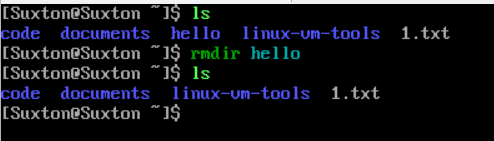 [Suxton@Suxton ~]$ ls
code  documents  hello  linux-vm-tools  1.txt
[Suxton@Suxton ~]$ rmdir hello
[Suxton@Suxton ~]$ ls
code  documents  linux-vm-tools  1.txt
[Suxton@Suxton ~]$